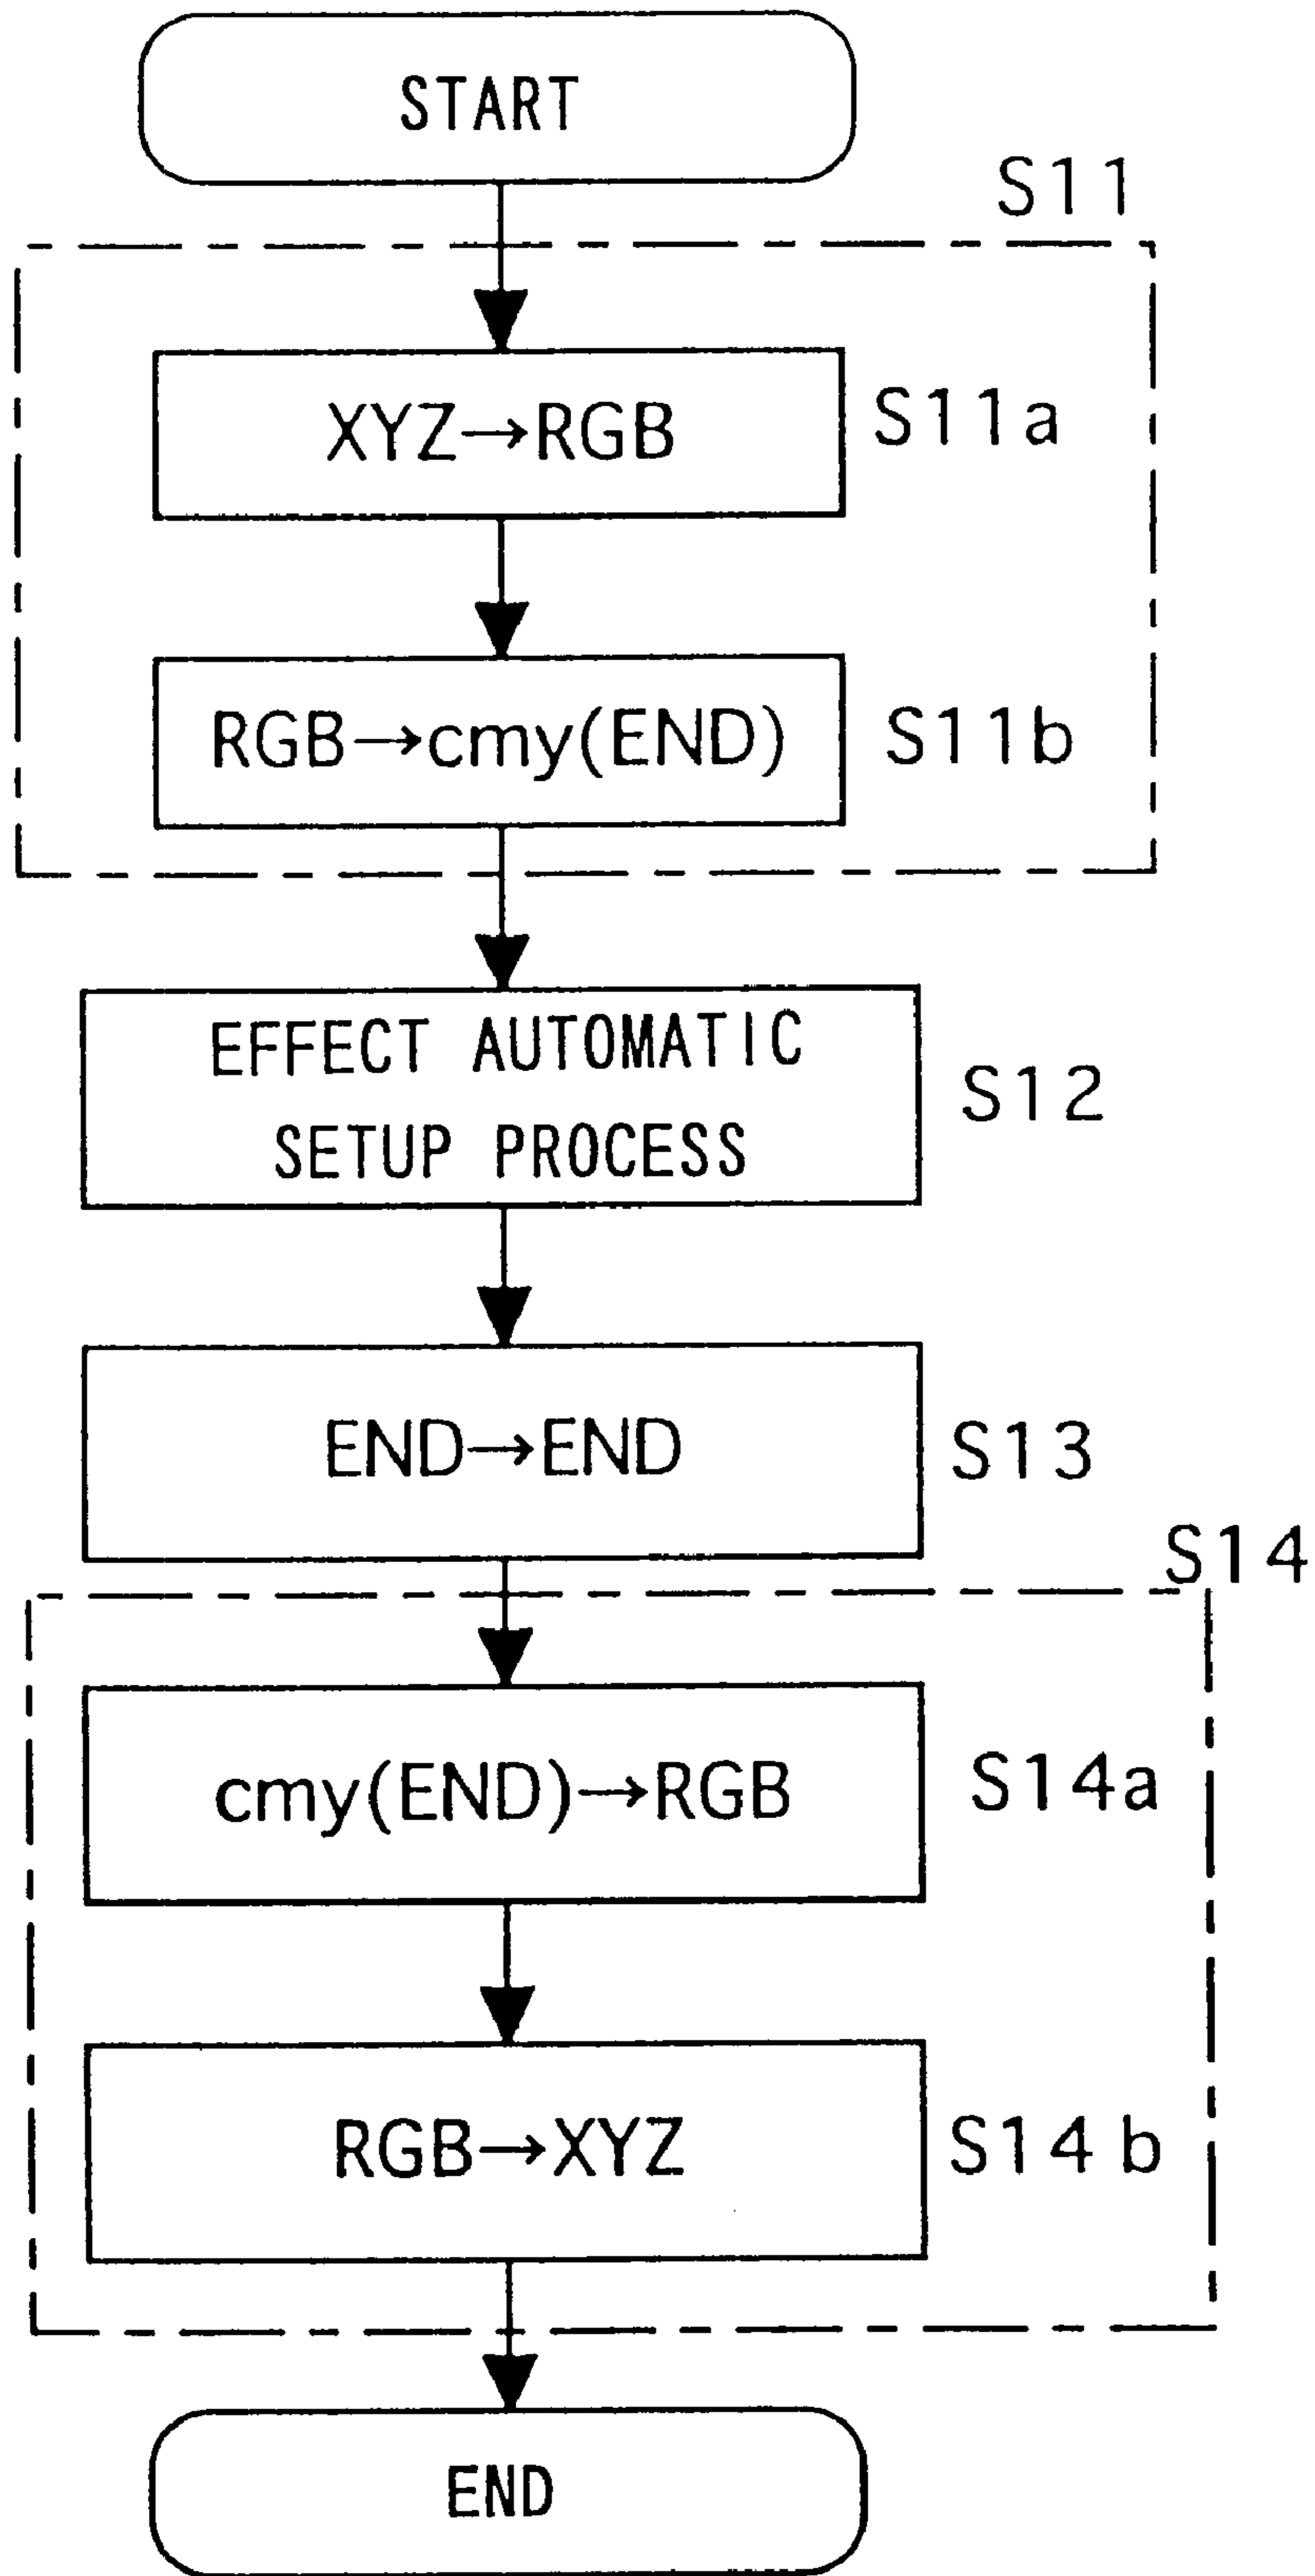 START
S11
XYZ→RGB
S11a
RGB→cmy(END)
S11b
EFFECT AUTOMATIC
SETUP PROCESS
S12
END→END
S13
S14
cmy(END)→RGB
S14a
RGB→XYZ
S14b
END